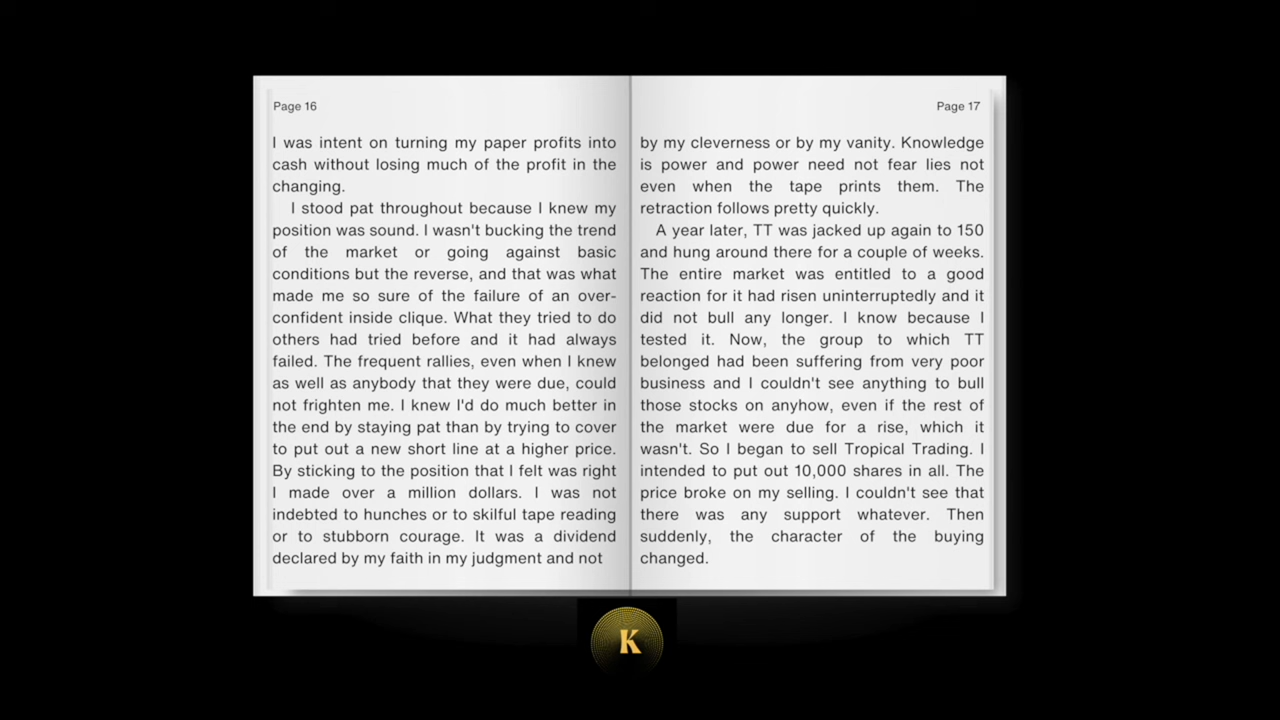 Page 16
I was intent on turning my paper profits into
cash without losing much of the profit in the
changing.
I stood pat throughout because I knew my
position was sound. I wasn't bucking the trend
of the market or going against basic
conditions but the reverse, and that was what
made me so sure of the failure of an over-
confident inside clique. What they tried to do
others had tried before and it had always
failed. The frequent rallies, even when I knew
as well as anybody that they were due, could
not frighten me. I knew I'd do much better in
the end by staying pat than by trying to cover
to put out a new short line at a higher price.
By sticking to the position that I felt was right
I made over a million dollars. I was not
indebted to hunches or to skilful tape reading
or to stubborn courage. It was a dividend
declared by my faith in my judgment and not
Page 17
by my cleverness or by my vanity. Knowledge
is power and power need not fear lies not
even when the tape prints them. The
retraction follows pretty quickly.
A year later, TT was jacked up again to 150
and hung around there for a couple of weeks.
The entire market was entitled to a good
reaction for it had risen uninterruptedly and it
did not bull any longer. I know because I
tested it. Now, the group to which TT
belonged had been suffering from very poor
business and I couldn't see anything to bull
those stocks on anyhow, even if the rest of
the market were due for a rise, which it
wasn't. So I began to sell Tropical Trading. I
intended to put out 10,000 shares in all. The
price broke on my selling. I couldn't see that
there was any support whatever. Then
suddenly, the character of the buying
changed.
K